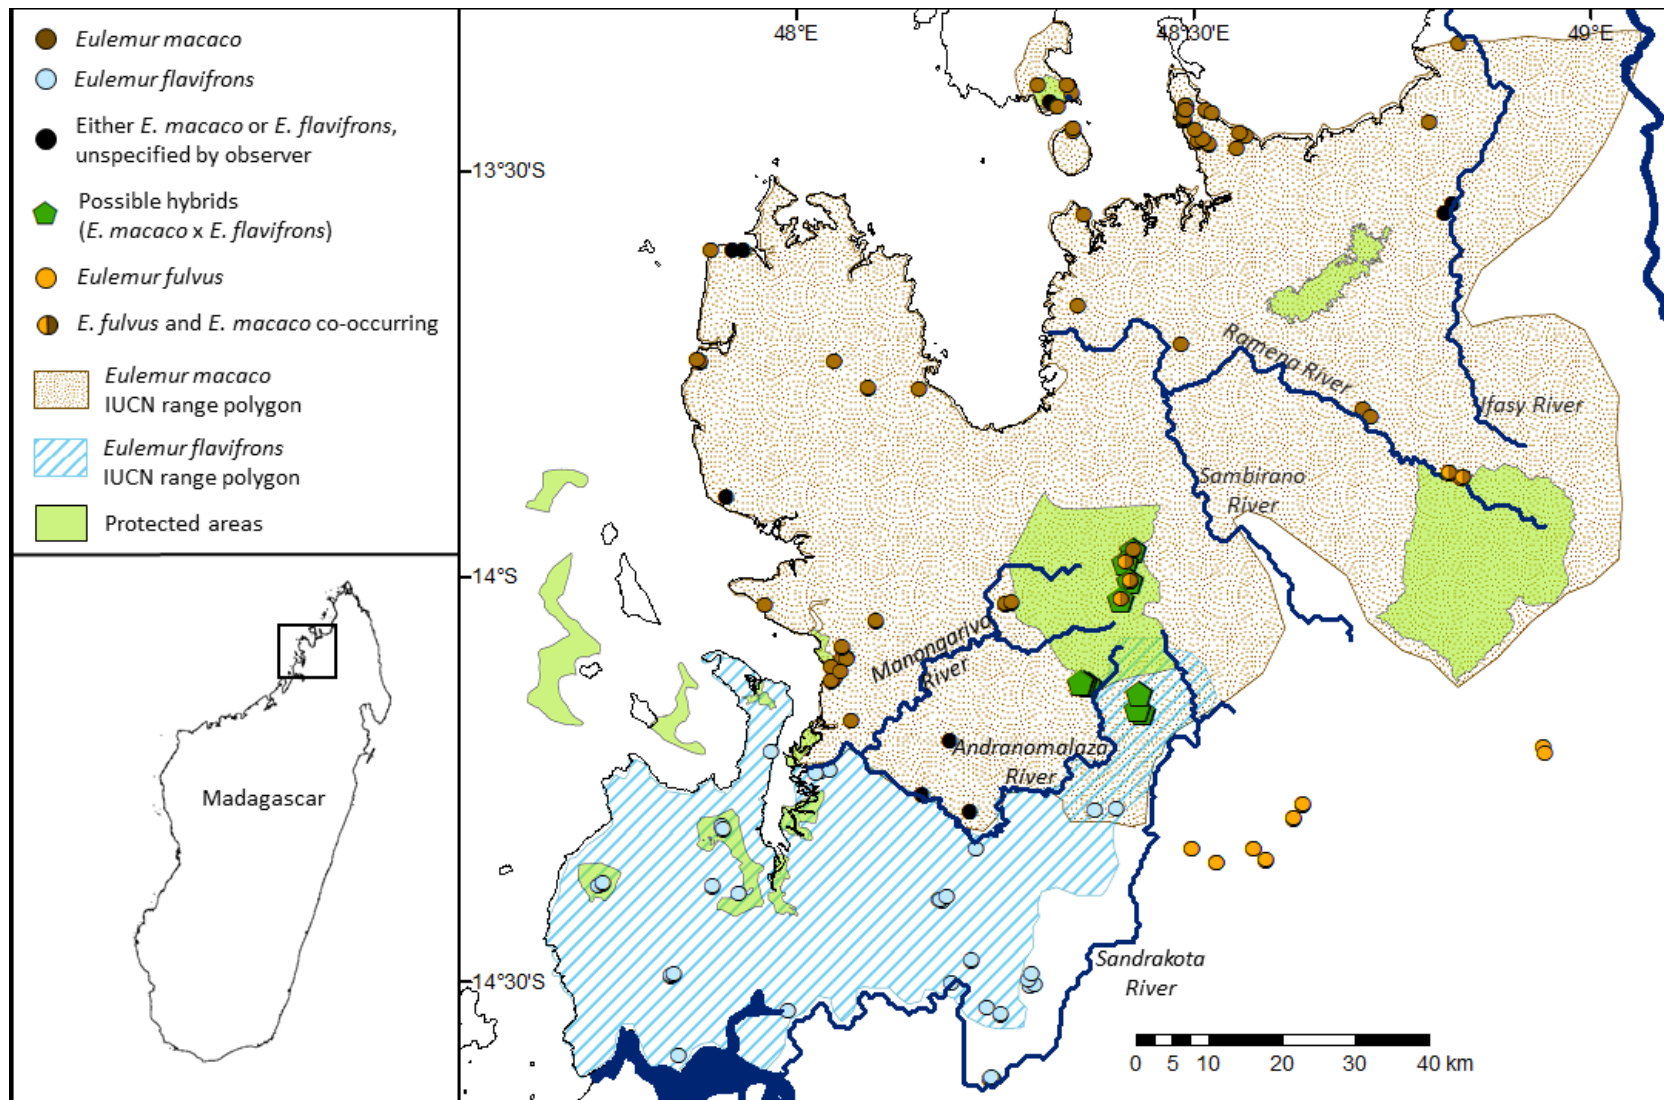 Eulemur macaco
Eulemur flavifrons
Either E. macaco or E. flavifrons,
unspecified by observer
Possible hybrids
(E. macaco x E. flavifrons)
Eulemur fulvus
E. fulvus and E. macaco co-occurring
Eulemur macaco
IUCN range polygon
Eulemur flavifrons
IUCN range polygon
Protected areas
Madagascar
48°E
48°30'E
49°E
13°30'S
14°S
14°30'S
Ramena River
Ifasy River
Sambirano
River
Manongarivo
River
Andranomalaza
River
Sandrakota
River
0 5 10 20 30 40 km